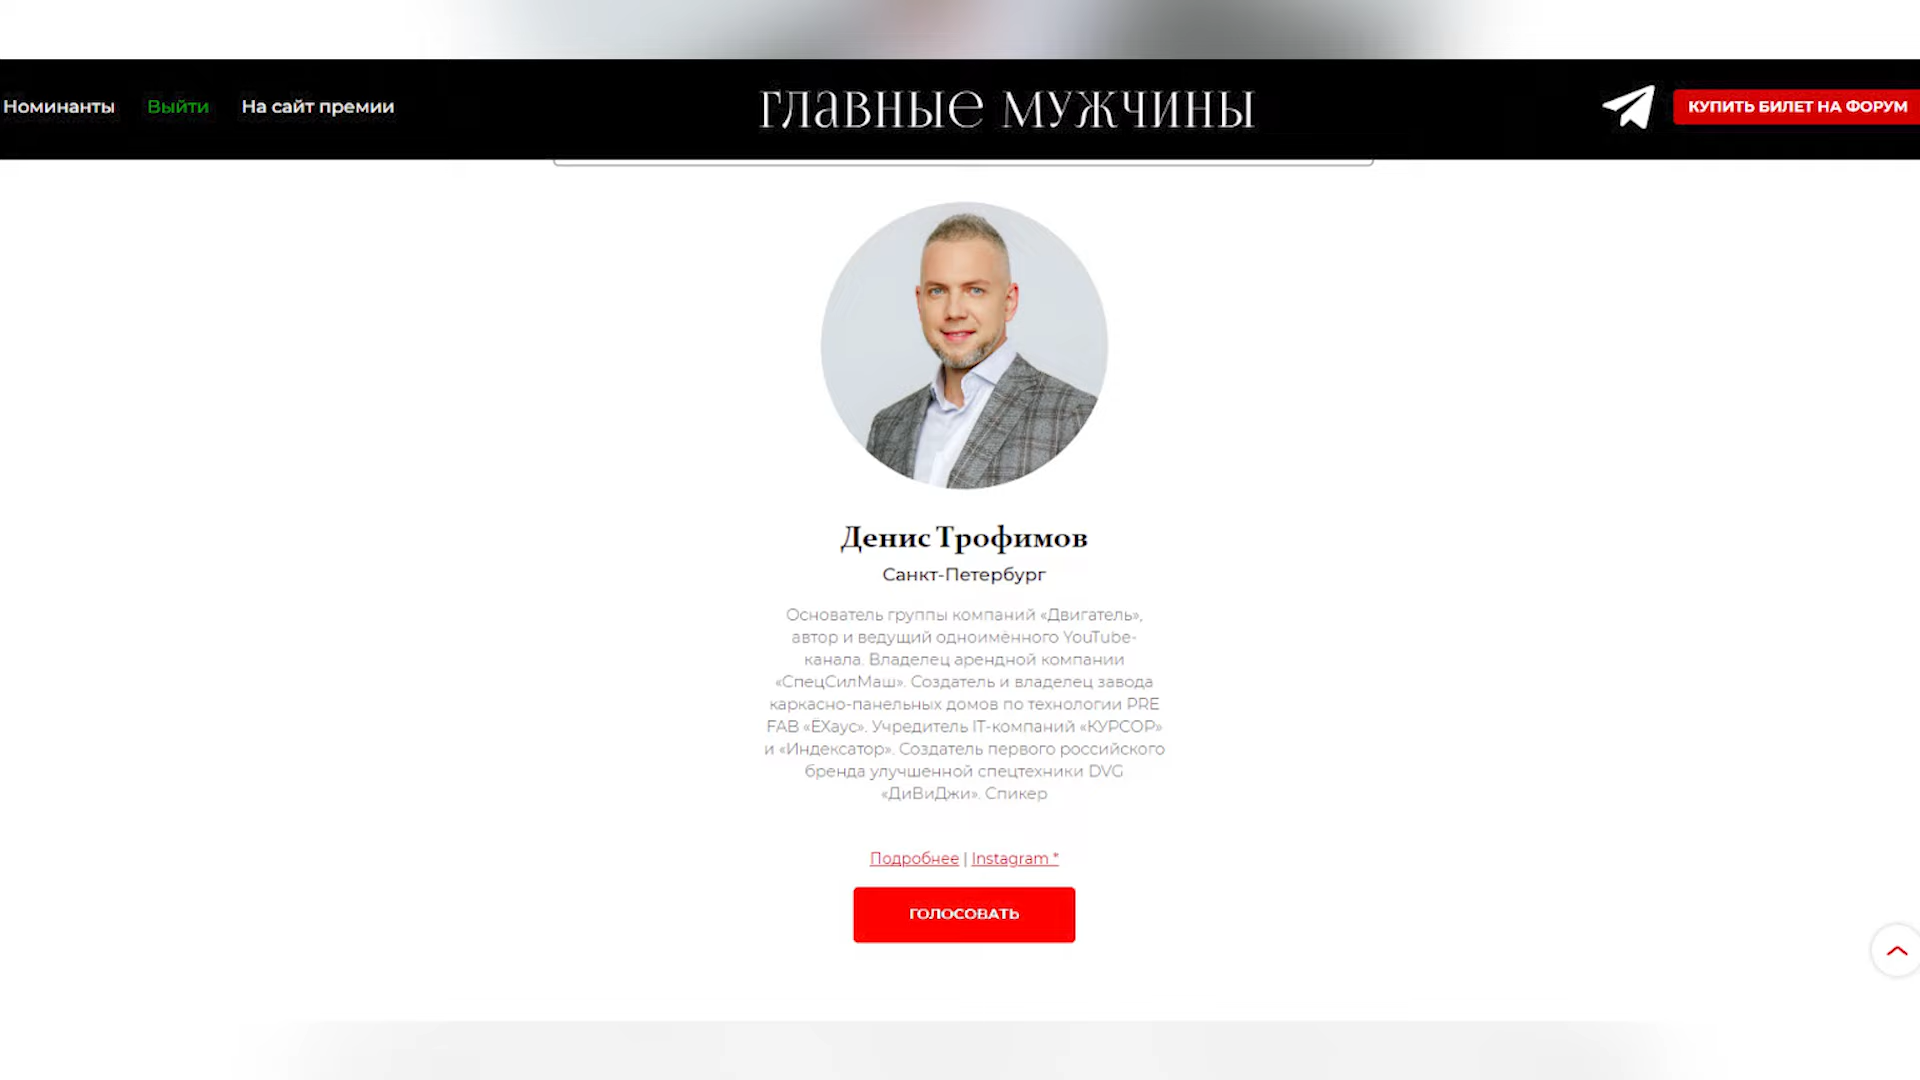 Номинанты Выйти На сайт премии
главные мужчины
КУПИТЬ БИЛЕТ НА ФОРУМ
Денис Трофимов
Санкт-Петербург
Основатель группы компаний «Двигатель»,
автор и ведущий одноимённого YouTube-
канала. Владелец арендной компании
«СпецСилМаш». Создатель и владелец завода
каркасно-панельных домов по технологии PRE
FAB «ЁХаус». Учредитель IT-компаний «КУРСОР»
и «Индексатор». Создатель первого российского
бренда улучшенной спецтехники DVG
«ДиВиДжи». Спикер
Подробнее | Instagram *
ГОЛОСОВАТЬ